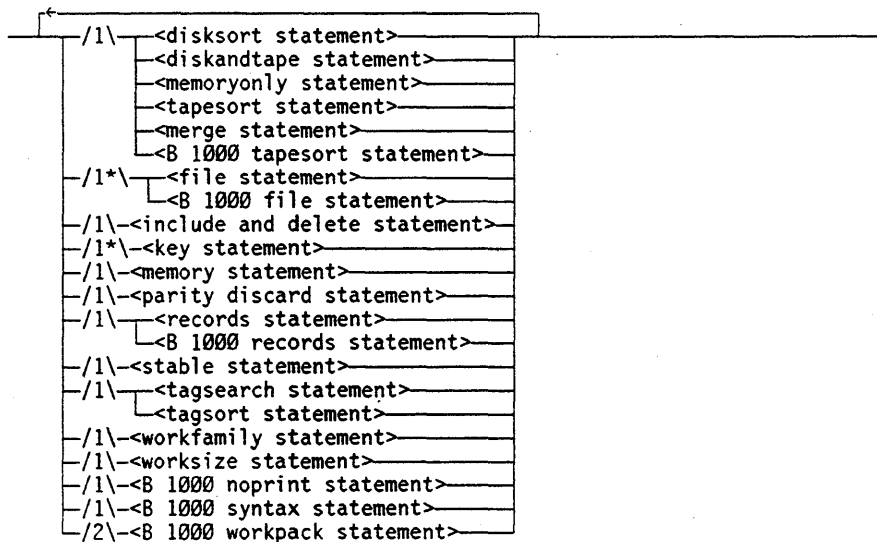 /1\ <disksort statement>
<diskandtape statement>
<memoryonly statement>
<tapesort statement>
<merge statement>
<B 1000 tapesort statement>
/1*\ <file statement>
<B 1000 file statement>
/1\ <include and delete statement>
/1*\ <key statement>
/1\ <memory statement>
/1\ <parity discard statement>
/1\ <records statement>
<B 1000 records statement>
/1\ <stable statement>
/1\ <tagsearch statement>
<tagsort statement>
/1\ <workfamily statement>
/1\ <worksize statement>
/1\ <B 1000 noprint statement>
/1\ <B 1000 syntax statement>
/2\ <B 1000 workpack statement>